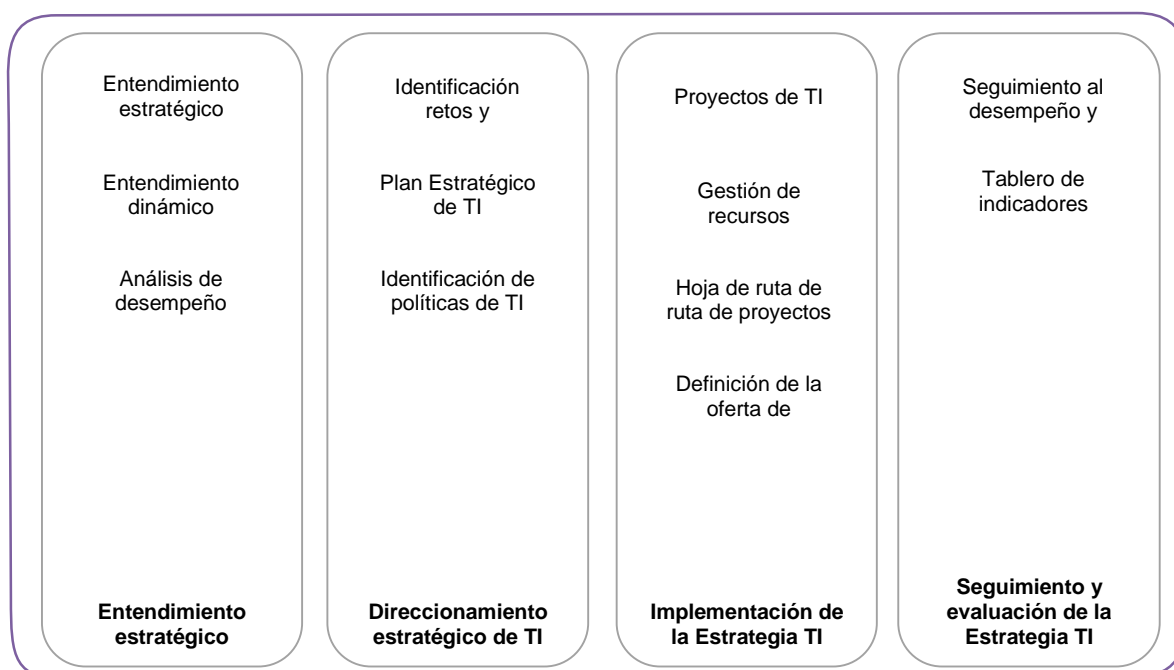 Entendimiento
estratégico
Entendimiento
dinámico
Análisis de
desempeño
Entendimiento
estratégico
Identificación
retos y
Plan Estratégico
de TI
Identificación de
políticas de TI
Direccionamiento
estratégico de TI
Proyectos de TI
Gestión de
recursos
Hoja de ruta de
ruta de proyectos
Definición de la
oferta de
Implementación de
la Estrategia TI
Seguimiento al
desempeño y
Tablero de
indicadores
Seguimiento y
evaluación de la
Estrategia TI